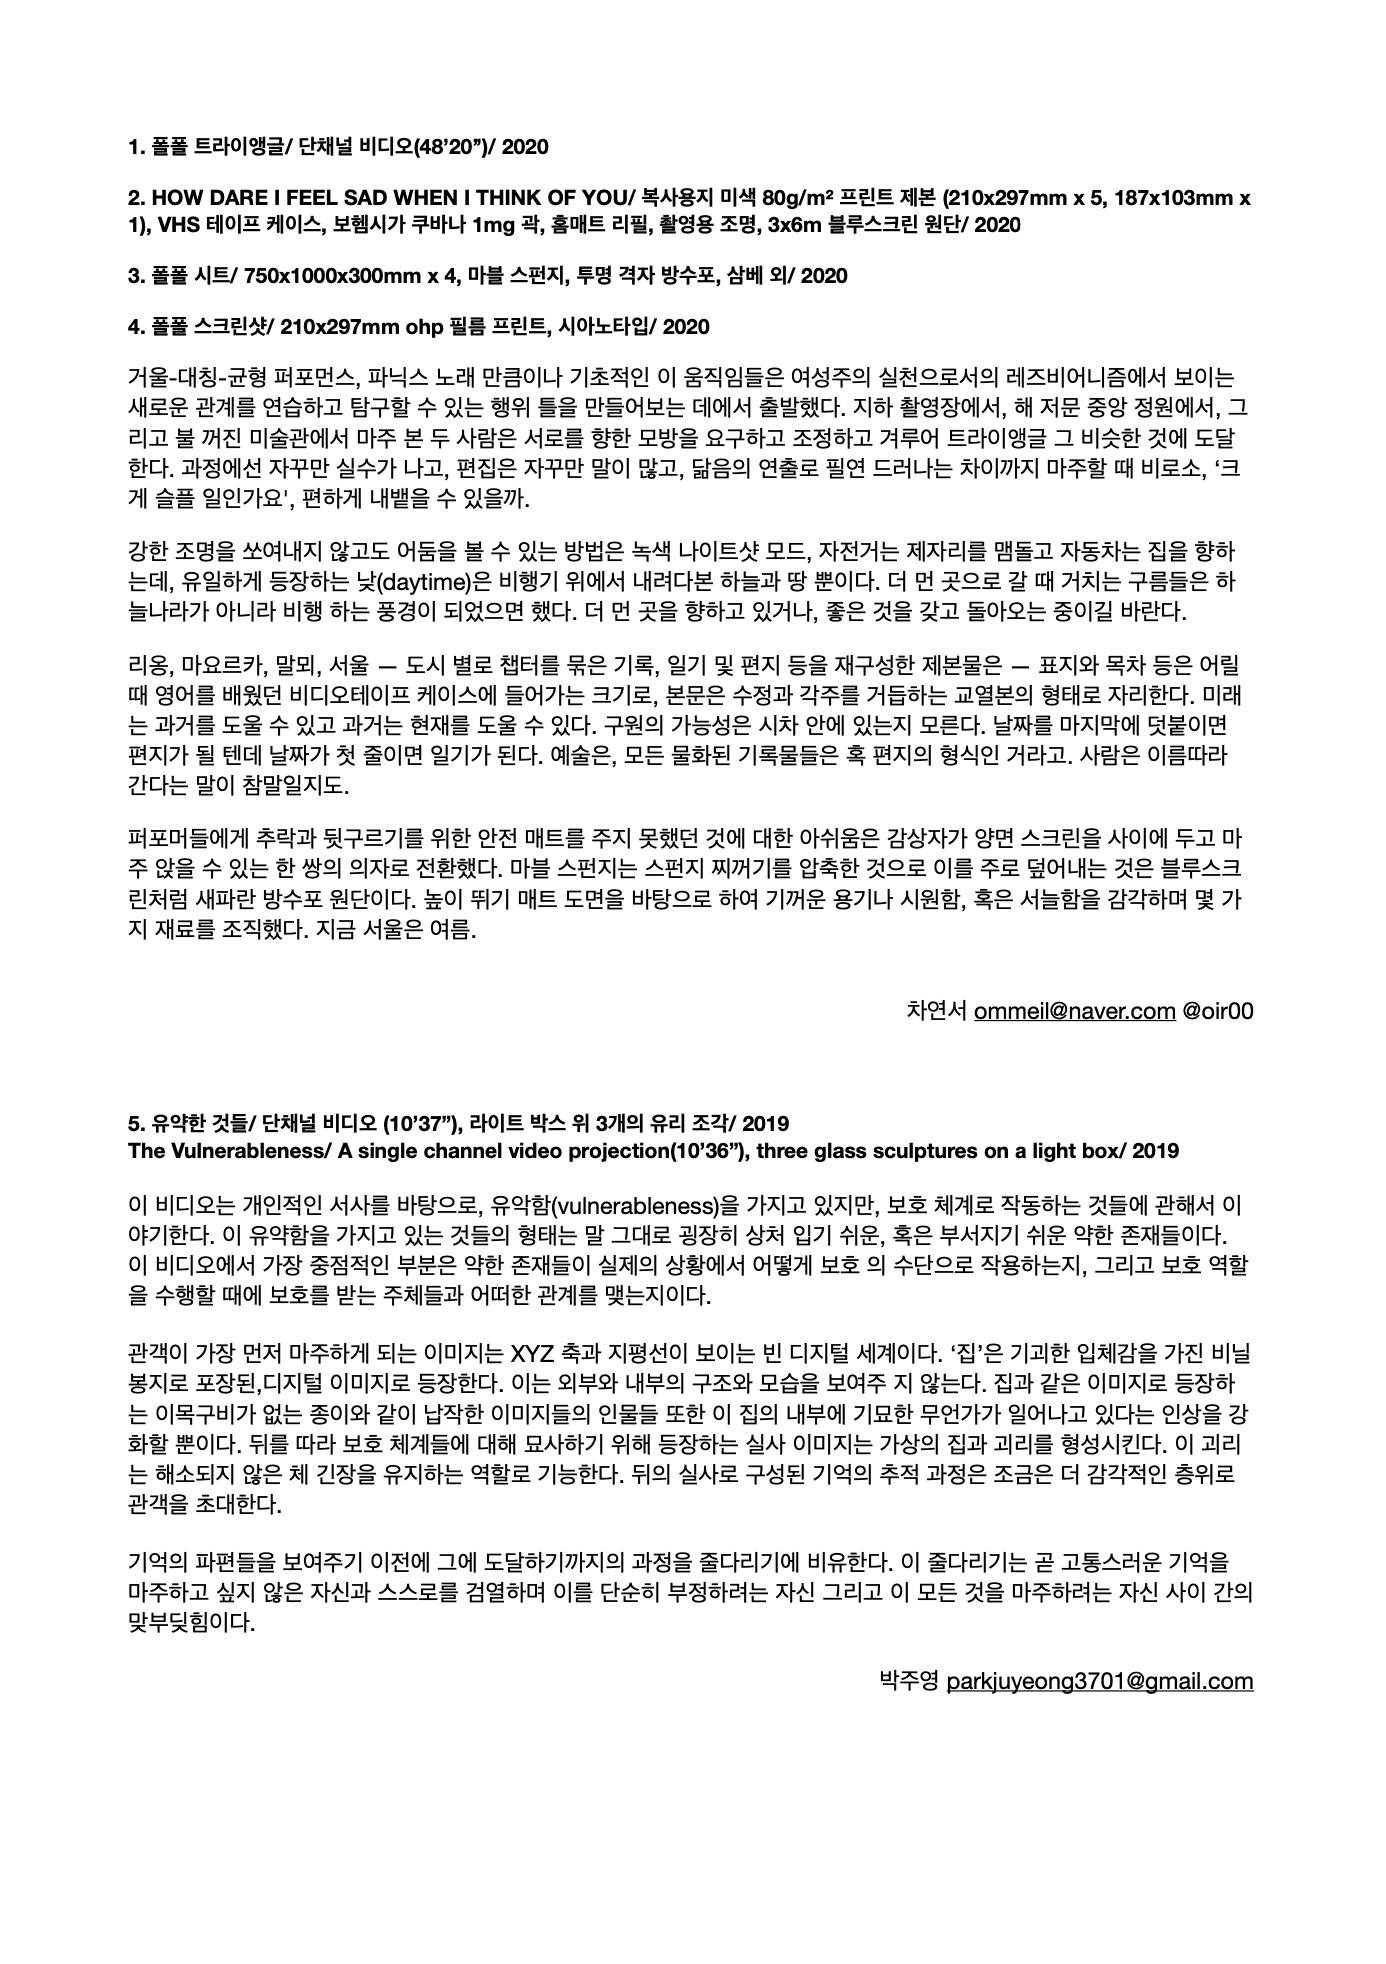 1. 폴폴 트라이앵글/ 단채널 비디오(48’20”)/ 2020
2. HOW DARE I FEEL SAD WHEN I THINK OF YOU/ 복사용지 미색 80g/m² 프린트 제본 (210x297mm x 5, 187x103mm x
1), VHS 테이프 케이스, 보헴시가 쿠바나 1mg 곽, 홈매트 리필, 촬영용 조명, 3x6m 블루스크린 원단/ 2020
3. 폴폴 시트/ 750x1000x300mm x 4, 마블 스펀지, 투명 격자 방수포, 삼베 외/ 2020
4. 폴폴 스크린샷/ 210x297mm ohp 필름 프린트, 시아노타입/ 2020
거울-대칭-균형 퍼포먼스, 파닉스 노래 만큼이나 기초적인 이 움직임들은 여성주의 실천으로서의 레즈비어니즘에서 보이는
새로운 관계를 연습하고 탐구할 수 있는 행위 틀을 만들어보는 데에서 출발했다. 지하 촬영장에서, 해 저문 중앙 정원에서, 그
리고 불 꺼진 미술관에서 마주 본 두 사람은 서로를 향한 모방을 요구하고 조정하고 겨루어 트라이앵글 그 비슷한 것에 도달
한다. 과정에선 자꾸만 실수가 나고, 편집은 자꾸만 말이 많고, 닮음의 연출로 필연 드러나는 차이까지 마주할 때 비로소, ‘크
게 슬플 일인가요', 편하게 내뱉을 수 있을까.
강한 조명을 쏘여내지 않고도 어둠을 볼 수 있는 방법은 녹색 나이트샷 모드, 자전거는 제자리를 맴돌고 자동차는 집을 향하
는데, 유일하게 등장하는 낮(daytime)은 비행기 위에서 내려다본 하늘과 땅 뿐이다. 더 먼 곳으로 갈 때 거치는 구름들은 하
늘나라가 아니라 비행 하는 풍경이 되었으면 했다. 더 먼 곳을 향하고 있거나, 좋은 것을 갖고 돌아오는 중이길 바란다.
리옹, 마요르카, 말뫼, 서울 — 도시 별로 챕터를 묶은 기록, 일기 및 편지 등을 재구성한 제본물은 — 표지와 목차 등은 어릴
때 영어를 배웠던 비디오테이프 케이스에 들어가는 크기로, 본문은 수정과 각주를 거듭하는 교열본의 형태로 자리한다. 미래
는 과거를 도울 수 있고 과거는 현재를 도울 수 있다. 구원의 가능성은 시차 안에 있는지 모른다. 날짜를 마지막에 덧붙이면
편지가 될 텐데 날짜가 첫 줄이면 일기가 된다. 예술은, 모든 물화된 기록물들은 혹 편지의 형식인 거라고. 사람은 이름따라
간다는 말이 참말일지도.
퍼포머들에게 추락과 뒷구르기를 위한 안전 매트를 주지 못했던 것에 대한 아쉬움은 감상자가 양면 스크린을 사이에 두고 마
주 앉을 수 있는 한 쌍의 의자로 전환했다. 마블 스펀지는 스펀지 찌꺼기를 압축한 것으로 이를 주로 덮어내는 것은 블루스크
린처럼 새파란 방수포 원단이다. 높이 뛰기 매트 도면을 바탕으로 하여 기꺼운 용기나 시원함, 혹은 서늘함을 감각하며 몇 가
지 재료를 조직했다. 지금 서울은 여름.
차연서 ommeil@naver.com @oir00
5. 유약한 것들/ 단채널 비디오 (10’37”), 라이트 박스 위 3개의 유리 조각/ 2019
The Vulnerableness/ A single channel video projection(10’36”), three glass sculptures on a light box/ 2019
이 비디오는 개인적인 서사를 바탕으로, 유악함(vulnerableness)을 가지고 있지만, 보호 체계로 작동하는 것들에 관해서 이
야기한다. 이 유약함을 가지고 있는 것들의 형태는 말 그대로 굉장히 상처 입기 쉬운, 혹은 부서지기 쉬운 약한 존재들이다.
이 비디오에서 가장 중점적인 부분은 약한 존재들이 실제의 상황에서 어떻게 보호 의 수단으로 작용하는지, 그리고 보호 역할
을 수행할 때에 보호를 받는 주체들과 어떠한 관계를 맺는지이다.
관객이 가장 먼저 마주하게 되는 이미지는 XYZ 축과 지평선이 보이는 빈 디지털 세계이다. ‘집’은 기괴한 입체감을 가진 비닐
봉지로 포장된,디지털 이미지로 등장한다. 이는 외부와 내부의 구조와 모습을 보여주 지 않는다. 집과 같은 이미지로 등장하
는 이목구비가 없는 종이와 같이 납작한 이미지들의 인물들 또한 이 집의 내부에 기묘한 무언가가 일어나고 있다는 인상을 강
화할 뿐이다. 뒤를 따라 보호 체계들에 대해 묘사하기 위해 등장하는 실사 이미지는 가상의 집과 괴리를 형성시킨다. 이 괴리
는 해소되지 않은 체 긴장을 유지하는 역할로 기능한다. 뒤의 실사로 구성된 기억의 추적 과정은 조금은 더 감각적인 층위로
관객을 초대한다.
기억의 파편들을 보여주기 이전에 그에 도달하기까지의 과정을 줄다리기에 비유한다. 이 줄다리기는 곧 고통스러운 기억을
마주하고 싶지 않은 자신과 스스로를 검열하며 이를 단순히 부정하려는 자신 그리고 이 모든 것을 마주하려는 자신 사이 간의
맞부딪힘이다.
박주영 parkjuyeong3701@gmail.com